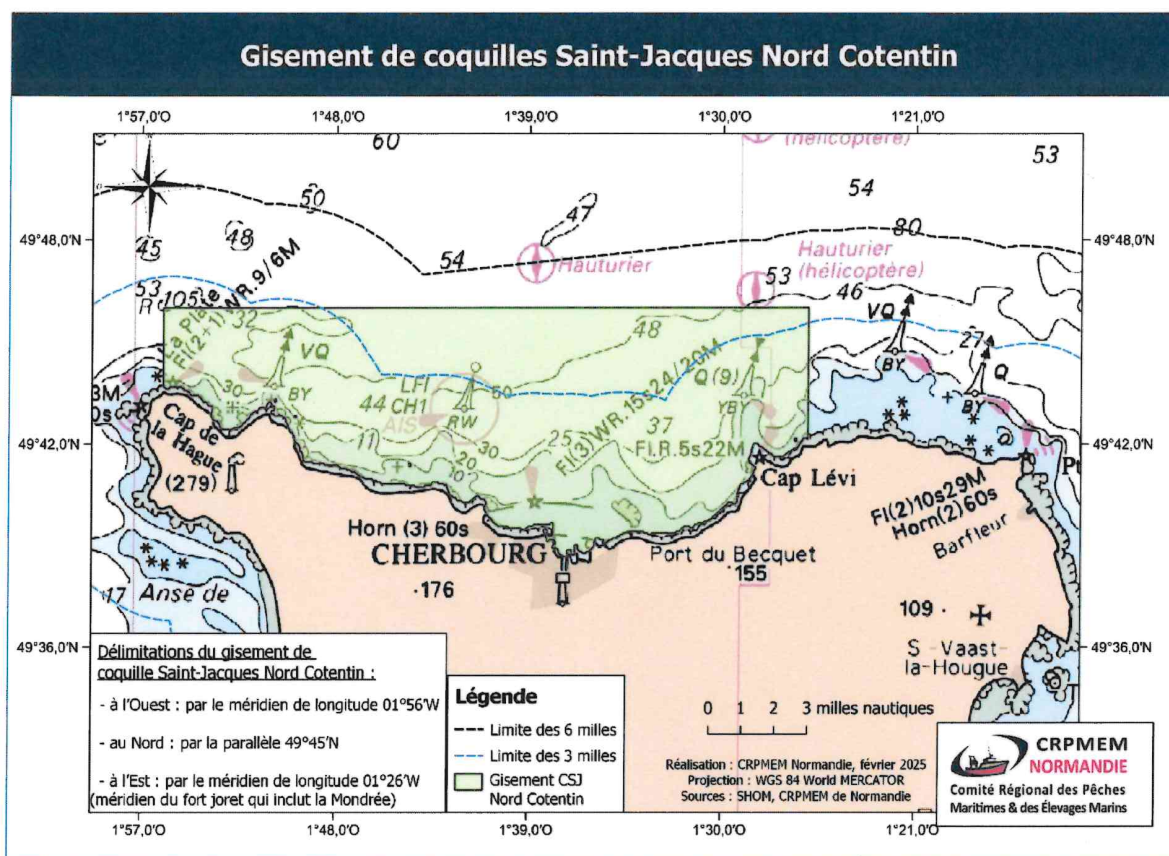 Gisement de coquilles Saint-Jacques Nord Cotentin
1°57,0'O 1°48,0'O 1°39,0'O 1°30,0'O 1°21,0'O
60
(hélicoptère)
53
54
50
47
48
45
49°48,0'N
49°48,0'N
54
80
Hauturier
Hauturier
(hélicoptère)
53
46
53
R 105
La Plate
Fl(2+1)WR.9/6M
32
48
VQ
27
VQ
Q
BY
BY
30
BY
LFl
CH1
44
RW
AIS
50
Q(9)
YBY
37
Fl(3)WR.15s24/20M
25
Fl.R.5s22M
11
30
20
10
3M
0s
49°42,0'N
49°42,0'N
Cap de
la Hague
(279)
Cap Lévi
Fl(2)10s29M
Horn(2)60s
Barfleur
Horn (3) 60s
CHERBOURG
Port du Becquet
155
176
109
Anse de
17
S Vaast-
la-Hougue
49°36,0'N
49°36,0'N
Délimitations du gisement de
coquille Saint-Jacques Nord Cotentin :
- à l'Ouest : par le méridien de longitude 01°56'W
- au Nord : par la parallèle 49°45'N
- à l'Est : par le méridien de longitude 01°26'W
(méridien du fort joret qui inclut la Mondrée)
Légende
Limite des 6 milles
Limite des 3 milles
Gisement CSJ
Nord Cotentin
0 1 2 3 milles nautiques
Réalisation : CRPMEM Normandie, février 2025
Projection : WGS 84 World MERCATOR
Sources : SHOM, CRPMEM de Normandie
CRPMEM
NORMANDIE
Comité Régional des Pêches
Maritimes & des Élevages Marins
1°57,0'O 1°48,0'O 1°39,0'O 1°30,0'O 1°21,0'O